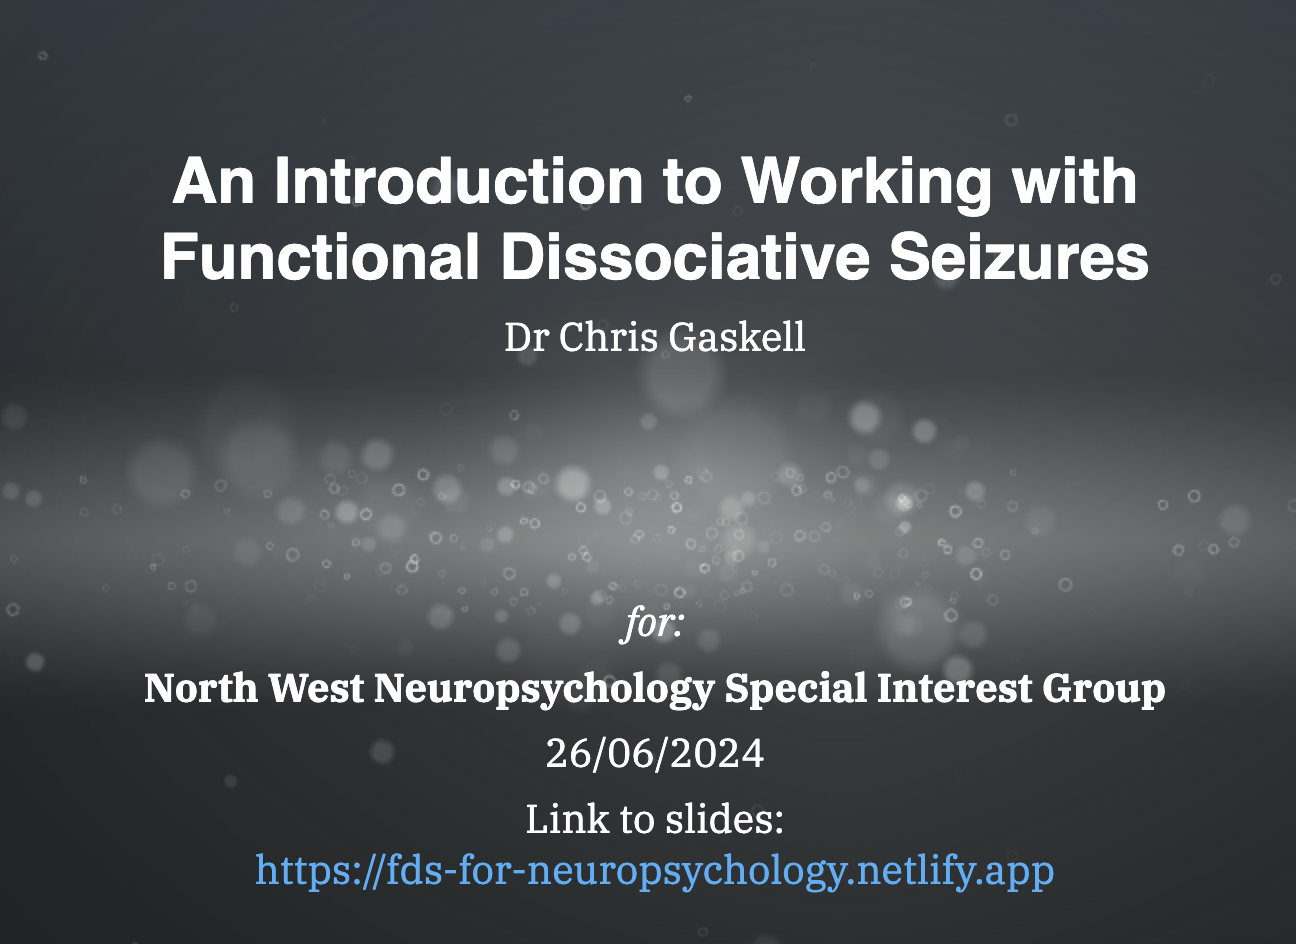 An Introduction to Working with
Functional Dissociative Seizures
Dr Chris Gaskell
for:
North West Neuropsychology Special Interest Group
26/06/2024
Link to slides:
https://fds-for-neuropsychology.netlify.app